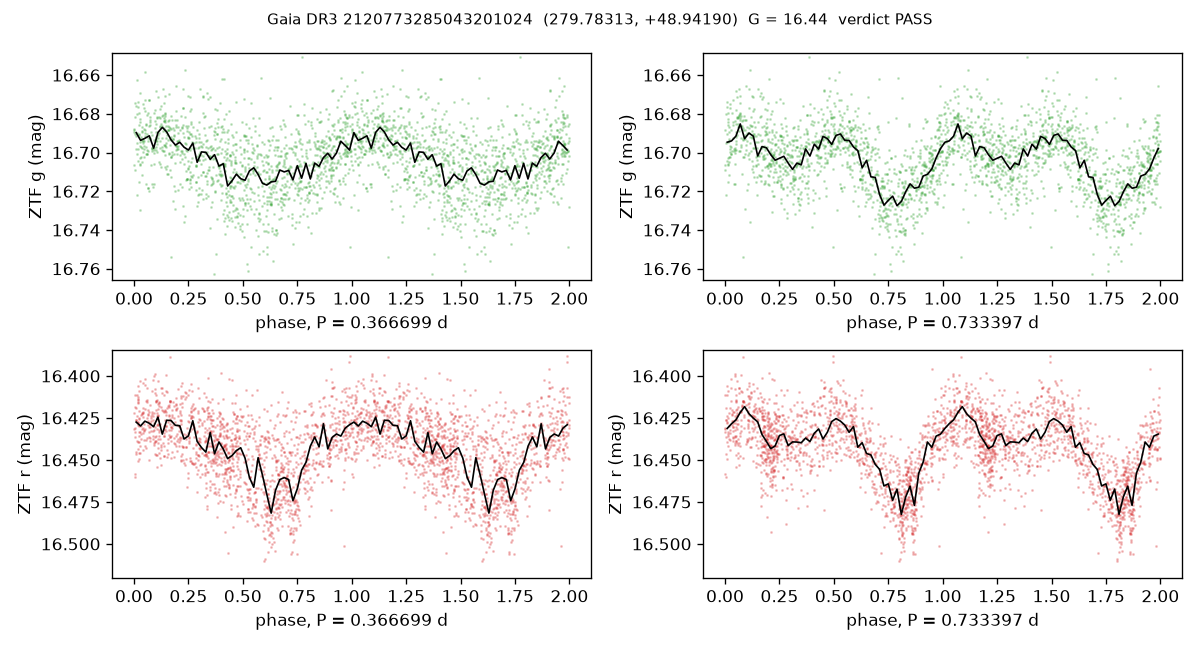 Gaia DR3 2120773285043201024 (279.78313, +48.94190) G = 16.44 verdict PASS
ZTF g (mag)
16.66
16.68
16.70
16.72
16.74
16.76
0.00 0.25 0.50 0.75 1.00 1.25 1.50 1.75 2.00
phase, P = 0.366699 d
ZTF g (mag)
16.66
16.68
16.70
16.72
16.74
16.76
0.00 0.25 0.50 0.75 1.00 1.25 1.50 1.75 2.00
phase, P = 0.733397 d
ZTF r (mag)
16.400
16.425
16.450
16.475
16.500
0.00 0.25 0.50 0.75 1.00 1.25 1.50 1.75 2.00
phase, P = 0.366699 d
ZTF r (mag)
16.400
16.425
16.450
16.475
16.500
0.00 0.25 0.50 0.75 1.00 1.25 1.50 1.75 2.00
phase, P = 0.733397 d